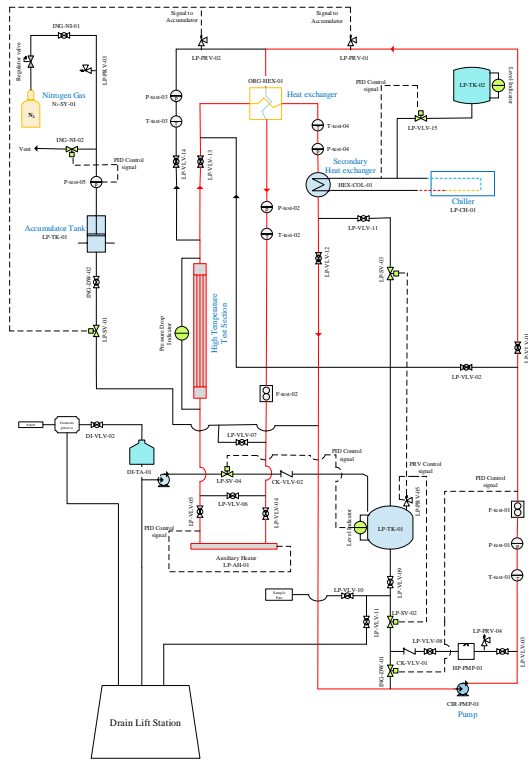 Signal to
Accumulator
Signal to
Accumulator
ING-NI-01
LP-PRV-03
Regulator valve
LP-PRV-02
LP-PRV-01
Nitrogen Gas
N2-SY-01
N2
ORG-HEX-01
Heat exchanger
LP-TK-02
Level Indicator
PID Control
signal
LP-VLV-15
P-test-03
T-test-03
T-test-04
P-test-04
ING-NI-02
Vent
PID Control
signal
P-test-05
LP-VLV-14
LP-VLV-13
Secondary
Heat exchanger
HEX-COL-01
Chiller
LP-CH-01
Accumulator Tank
LP-TK-01
P-test-02
T-test-02
LP-VLV-11
LP-VLV-12
LP-SV-03
ING-DW-02
LP-SV-01
Pressure Drop
Indicator
High Temperature
Test Section
LP-VLV-01
LP-VLV-02
F-test-02
DI-VLV-02
LP-VLV-07
PID Control
signal
DI-TA-01
LP-SV-04
CK-VLV-02
PRV Control
signal
LP-PRV-05
PID Control
signal
LP-VLV-05
LP-VLV-06
LP-VLV-04
Level Indicator
LP-TK-01
F-test-01
PID Control
signal
P-test-01
Auxiliary Heater
LP-AH-01
LP-VLV-09
T-test-01
LP-VLV-10
Sample
Port
LP-VLV-11
LP-SV-02
LP-PRV-04
LP-VLV-08
CK-VLV-01
HP-PMP-01
LP-VLV-03
ING-DW-01
CIR-PMP-01
Pump
Drain Lift Station